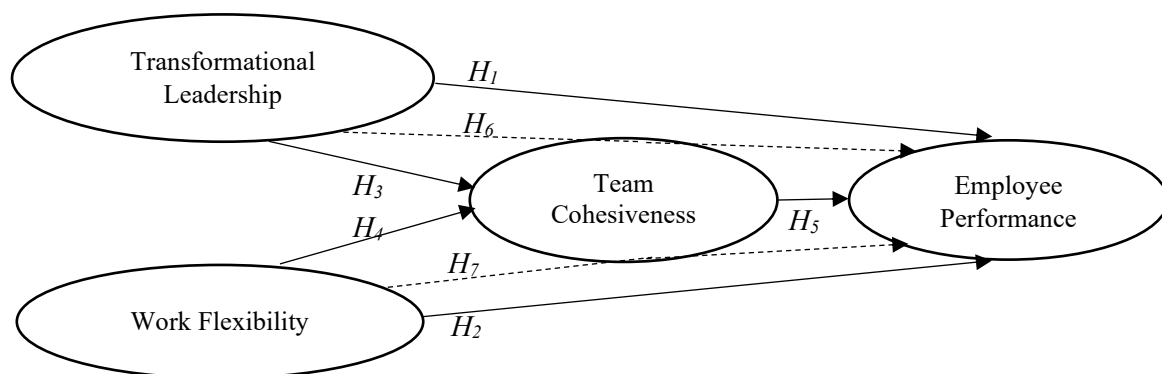 Transformational
Leadership
H1
H6
H3
Team
Cohesiveness
Employee
Performance
H5
H4
H7
Work Flexibility
H2